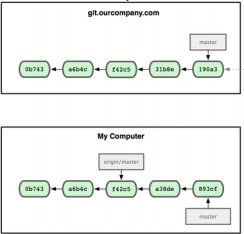 git.ourcompany.com
master
0b743 a6b4c f42c5 31b8e 190a3
My Computer
origin/master
0b743 a6b4c f42c5 a38de 893cf
master